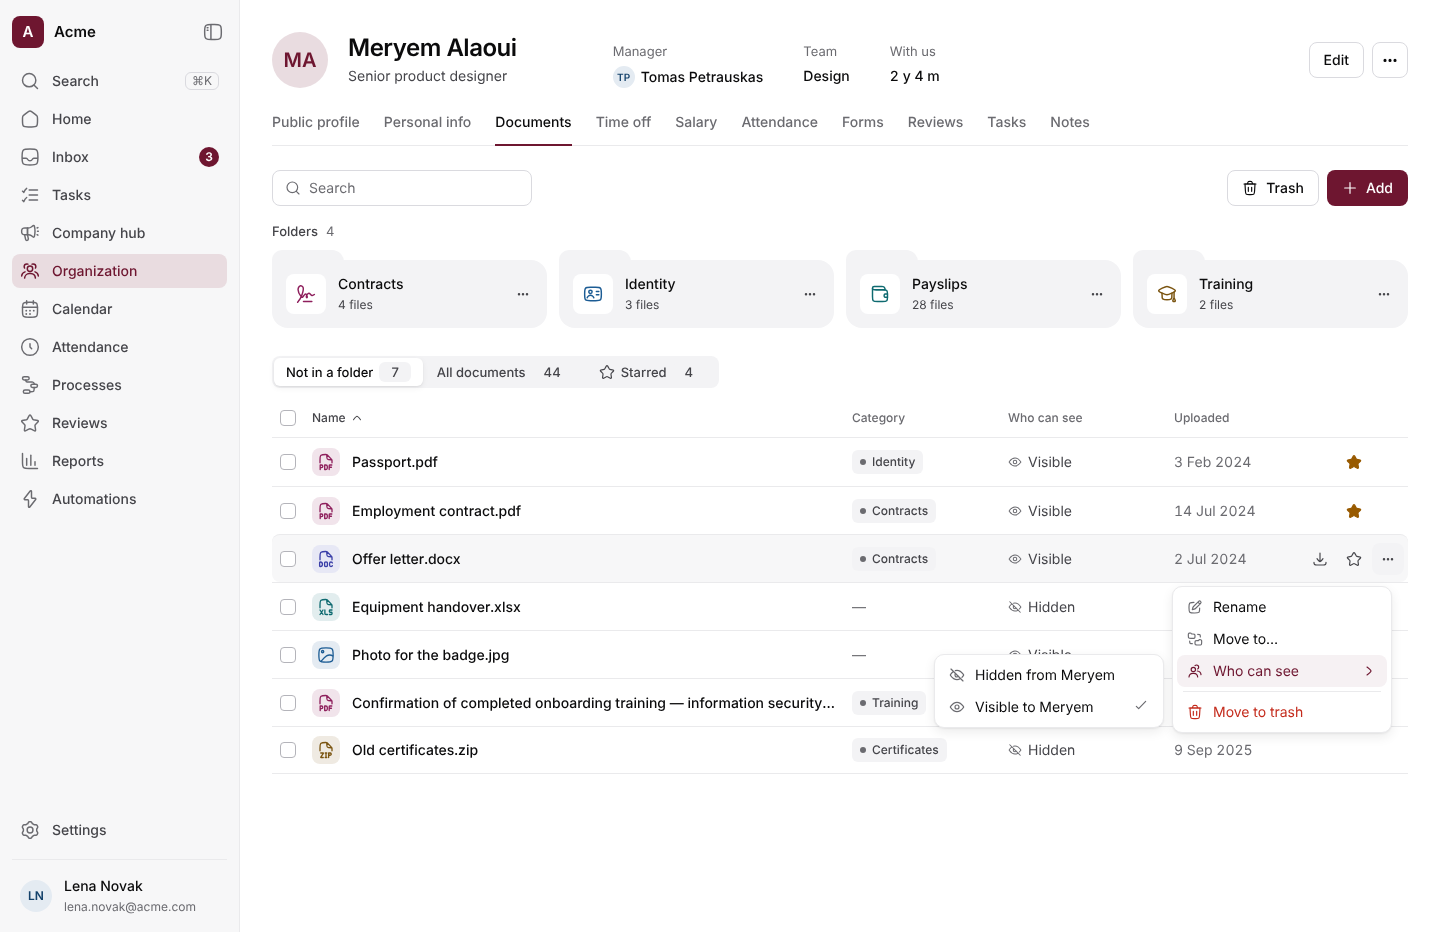 A Acme
Search ⌘K
Home
Inbox 3
Tasks
Company hub
Organization
Calendar
Attendance
Processes
Reviews
Reports
Automations
Settings
LN Lena Novak
lena.novak@acme.com
MA Meryem Alaoui
Senior product designer
Manager
TP Tomas Petrauskas
Team
Design
With us
2 y 4 m
Edit
Public profile Personal info Documents Time off Salary Attendance Forms Reviews Tasks Notes
Search
Trash Add
Folders 4
Contracts
4 files
Identity
3 files
Payslips
28 files
Training
2 files
Not in a folder 7 All documents 44 Starred 4
Name Category Who can see Uploaded
PDF Passport.pdf Identity Visible 3 Feb 2024
PDF Employment contract.pdf Contracts Visible 14 Jul 2024
DOC Offer letter.docx Contracts Visible 2 Jul 2024
XLS Equipment handover.xlsx — Hidden
Photo for the badge.jpg — Visible
PDF Confirmation of completed onboarding training — information security... Training
ZIP Old certificates.zip Certificates Hidden 9 Sep 2025
Rename
Move to...
Who can see
Move to trash
Hidden from Meryem
Visible to Meryem